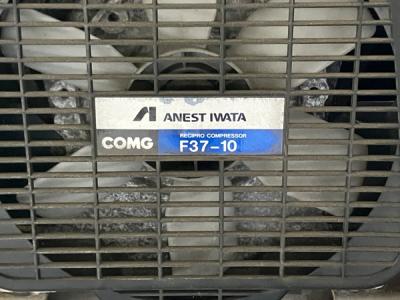 ANEST IWATA
COMG
RECIPRO COMPRESSOR
F37-10